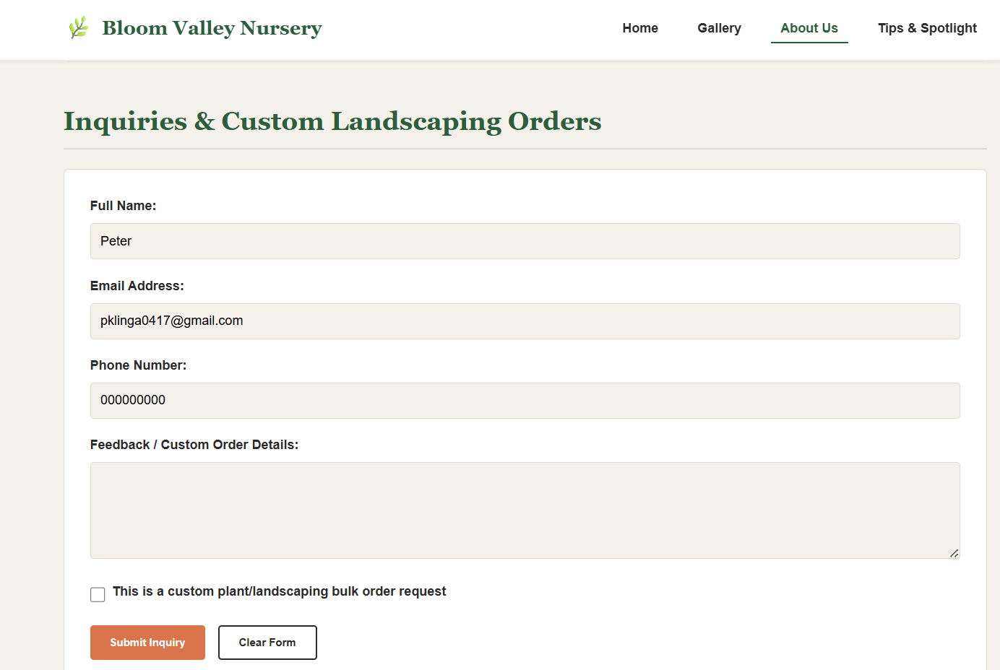 Bloom Valley Nursery
Home Gallery About Us Tips & Spotlight
Inquiries & Custom Landscaping Orders
Full Name:
Peter
Email Address:
pklinga0417@gmail.com
Phone Number:
000000000
Feedback / Custom Order Details:
This is a custom plant/landscaping bulk order request
Submit Inquiry Clear Form